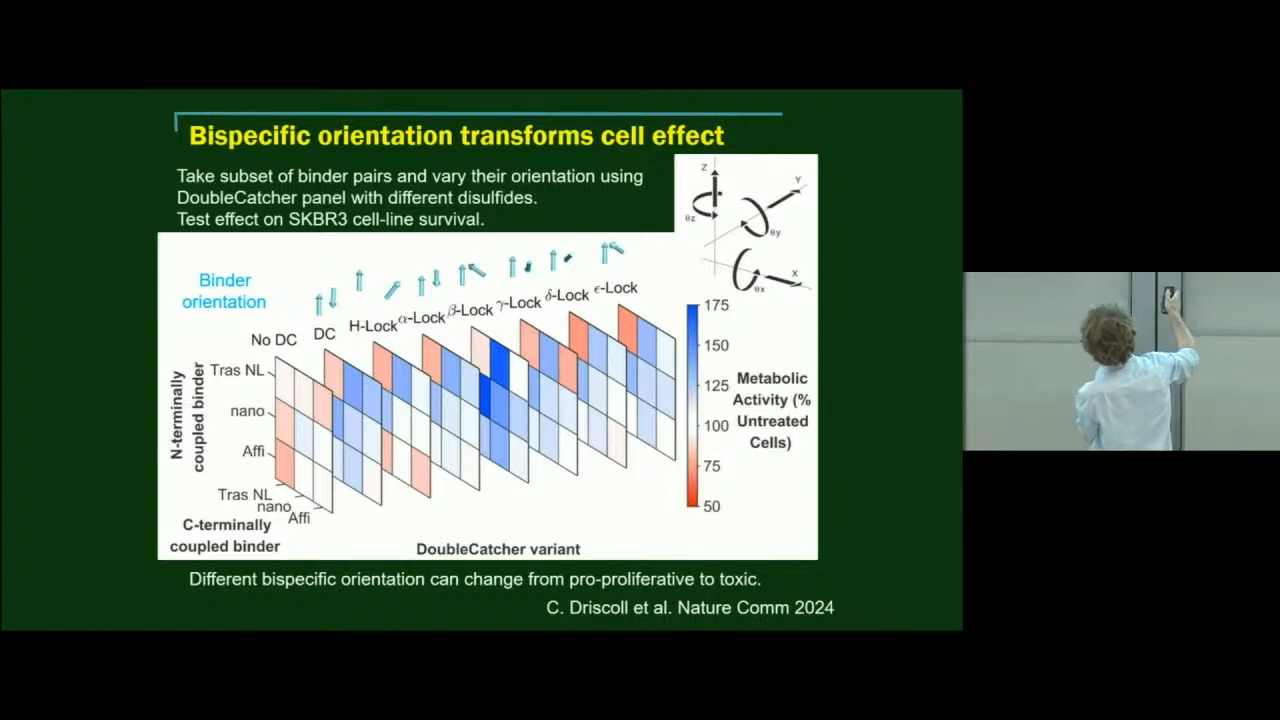 Bispecific orientation transforms cell effect
Take subset of binder pairs and vary their orientation using
DoubleCatcher panel with different disulfides.
Test effect on SKBR3 cell-line survival.
Z
Y
X
θz
θy
θx
Binder
orientation
No DC
DC
H-Lock
α-Lock
β-Lock
γ-Lock
δ-Lock
ϵ-Lock
N-terminally
coupled binder
Tras NL
nano
Affi
Tras NL
nano
Affi
C-terminally
coupled binder
DoubleCatcher variant
175
150
125
100
75
50
Metabolic
Activity (%
Untreated
Cells)
Different bispecific orientation can change from pro-proliferative to toxic.
C. Driscoll et al. Nature Comm 2024